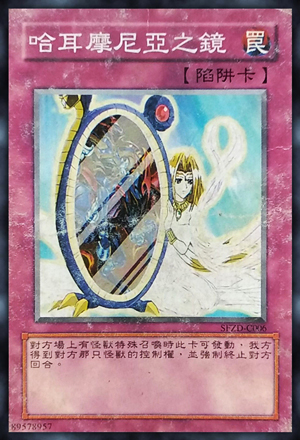 哈耳摩尼亞之鏡 罠
【陷阱卡】
SFZD-C006
對方場上有怪獸特殊召喚時此卡可發動，我方
得到對方那只怪獸的控制權，並強制終止對方
回合。
89578957